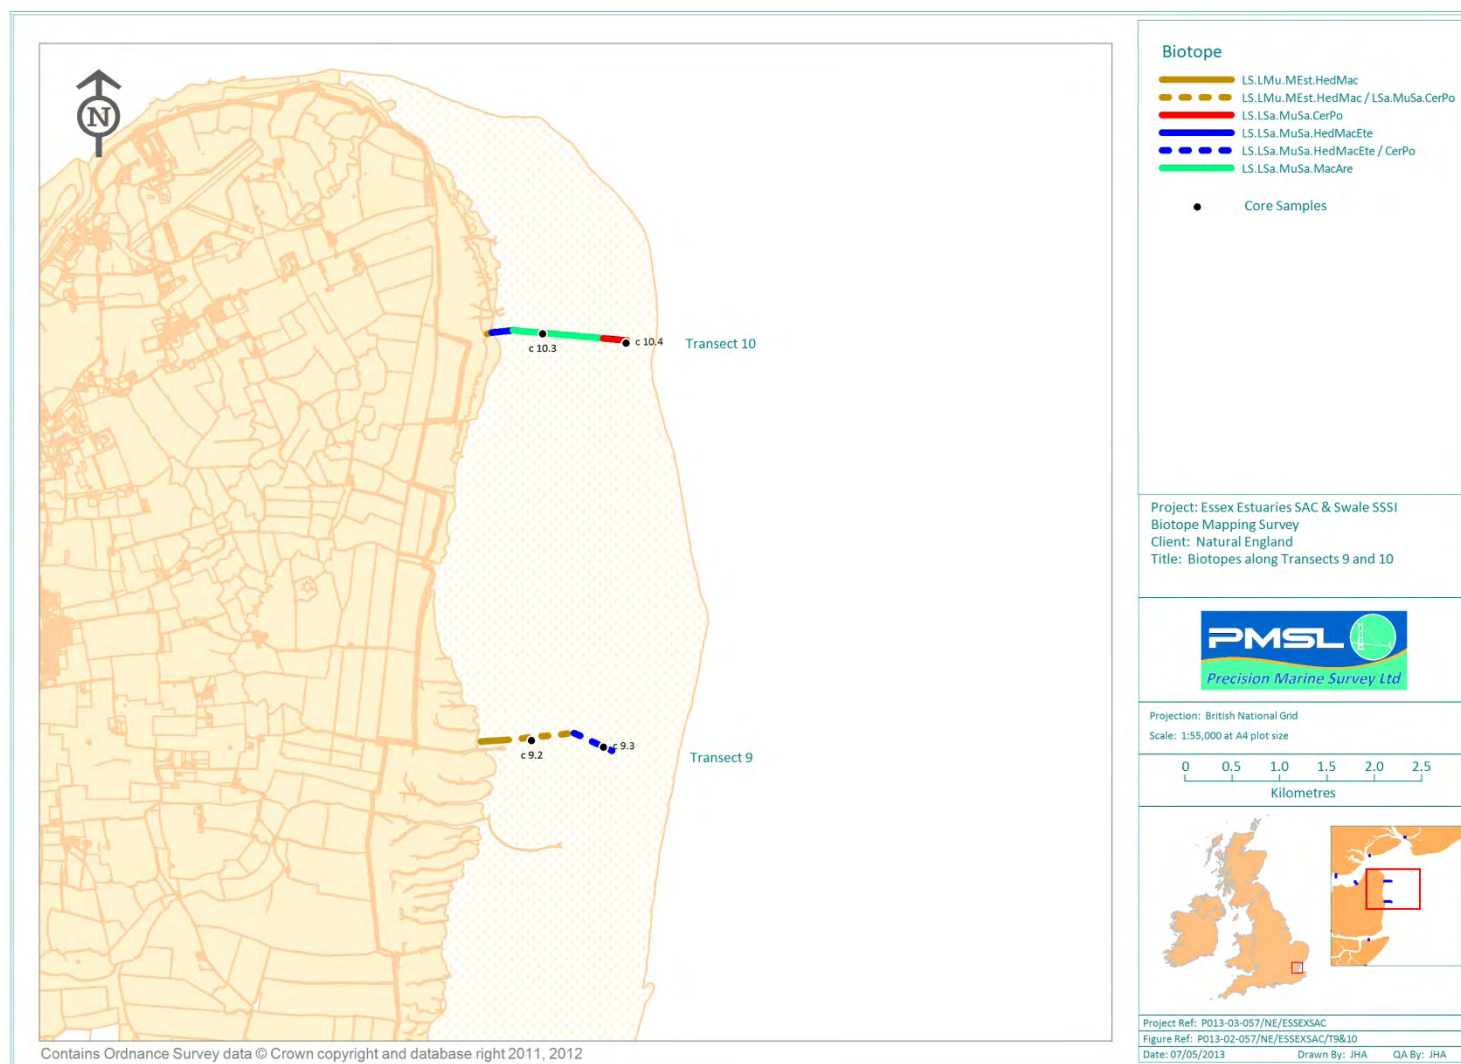 N
c 10.3
c 10.4
Transect 10
c 9.2
c 9.3
Transect 9
Contains Ordnance Survey data © Crown copyright and database right 2011, 2012
Biotope
LS.LMu.MEst.HedMac
LS.LMu.MEst.HedMac / LSa.MuSa.CerPo
LS.LSa.MuSa.CerPo
LS.LSa.MuSa.HedMacEte
LS.LSa.MuSa.HedMacEte / CerPo
LS.LSa.MuSa.MacAre
Core Samples
Project: Essex Estuaries SAC & Swale SSSI
Biotope Mapping Survey
Client: Natural England
Title: Biotopes along Transects 9 and 10
PMSL
Precision Marine Survey Ltd
Projection: British National Grid
Scale: 1:55,000 at A4 plot size
0 0.5 1.0 1.5 2.0 2.5
Kilometres
Project Ref: P013-03-057/NE/ESSEXSAC
Figure Ref: P013-02-057/NE/ESSEXSAC/T9&10
Date: 07/05/2013 Drawn By: JHA QA By: JHA